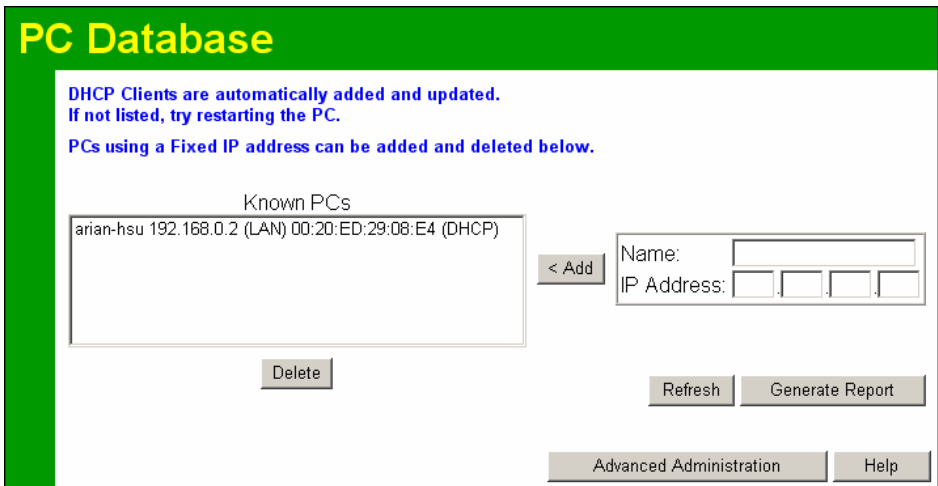 PC Database
DHCP Clients are automatically added and updated.
If not listed, try restarting the PC.
PCs using a Fixed IP address can be added and deleted below.
Known PCs
arian-hsu 192.168.0.2 (LAN) 00:20:ED:29:08:E4 (DHCP)
< Add
Name:
IP Address: . . .
Delete
Refresh
Generate Report
Advanced Administration
Help